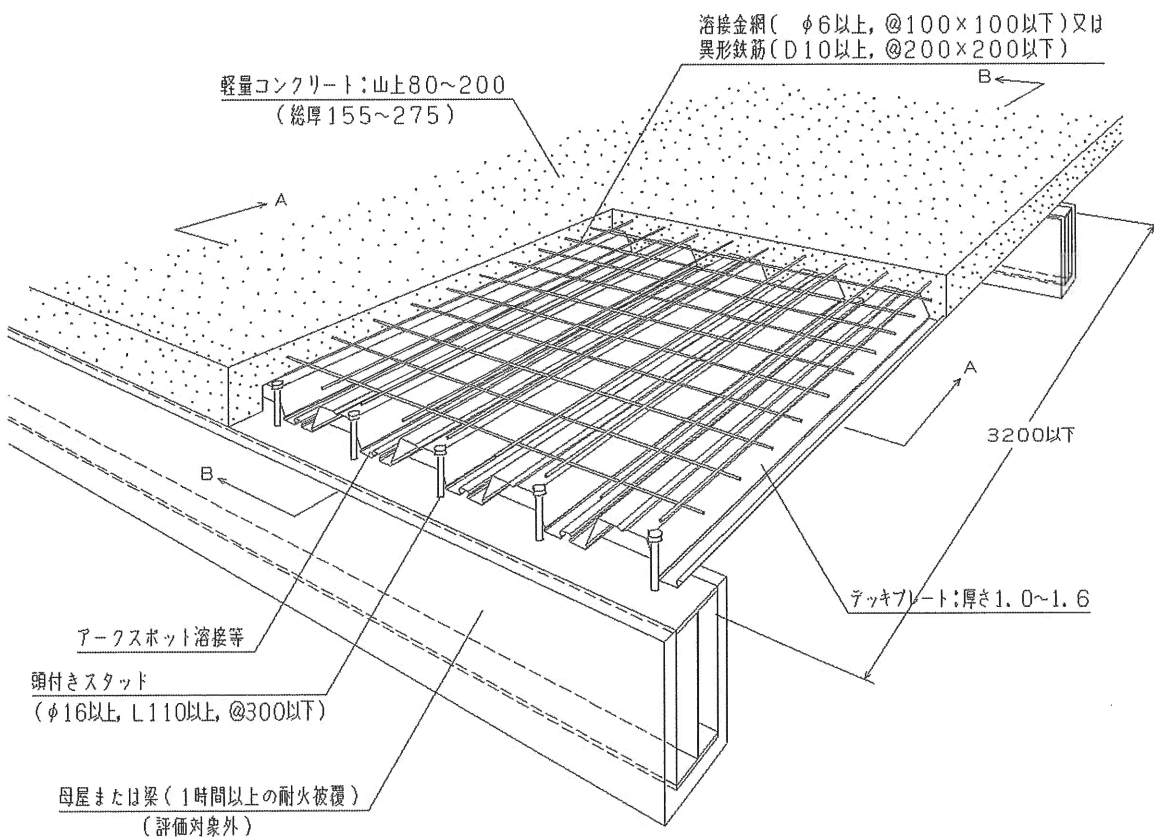 溶接金網( φ6以上, @100×100以下)又は
異形鉄筋(D10以上, @200×200以下)
B
軽量コンクリート:山上80~200
(総厚155~275)
A
A
3200以下
B
デッキプレート:厚さ1.0~1.6
アークスポット溶接等
頭付きスタッド
(φ16以上, L110以上, @300以下)
母屋または梁(1時間以上の耐火被覆)
(評価対象外)